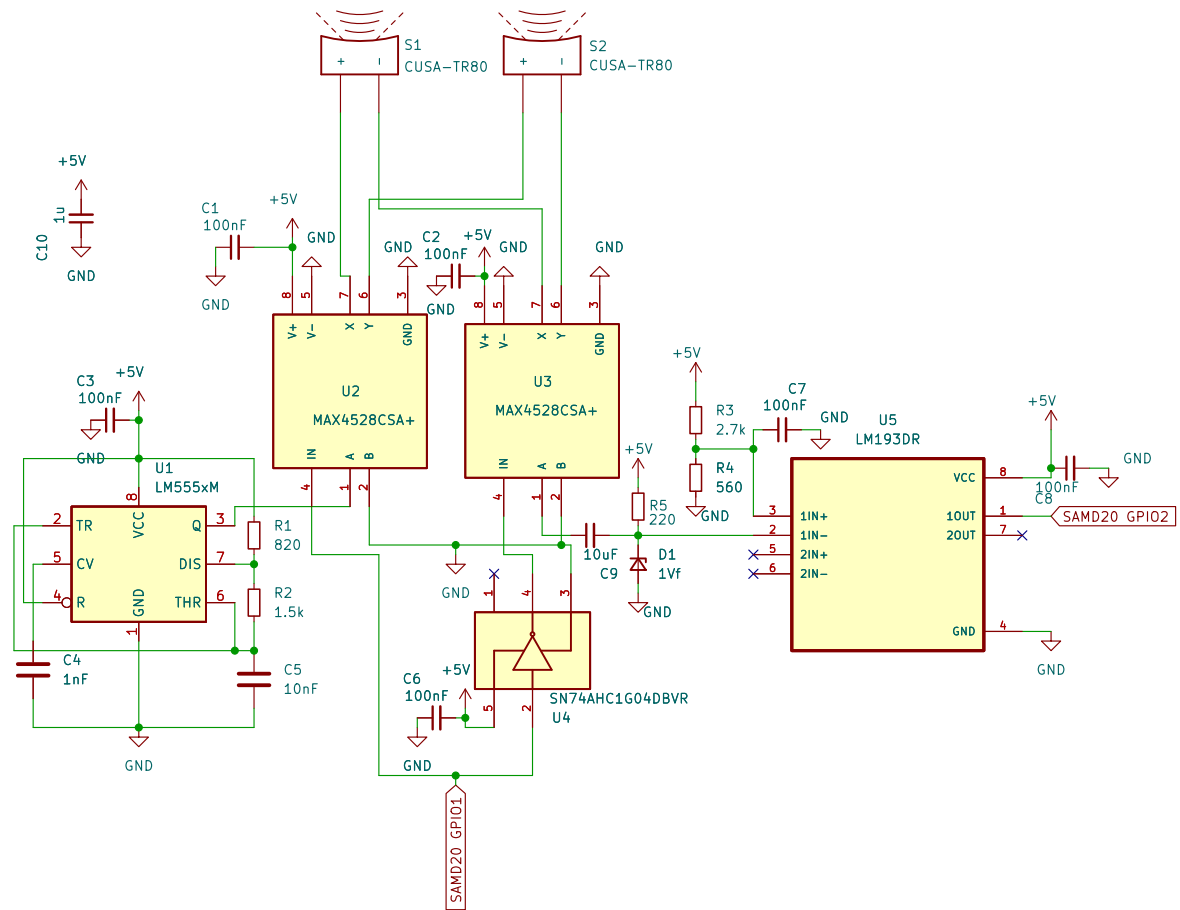 S1
CUSA-TR80
+
-
S2
CUSA-TR80
+
-
+5V
1u
C10
GND
C1
100nF
+5V
GND
GND
GND
C2
100nF
+5V
GND
GND
GND
8
5
7
6
3
V+
V-
X
Y
GND
U2
MAX4528CSA+
IN
A
B
4
1
2
8
5
7
6
3
V+
V-
X
Y
GND
U3
MAX4528CSA+
IN
A
B
4
1
2
C3
100nF
+5V
GND
U1
LM555xM
8
VCC
2
TR
Q
3
5
CV
DIS
7
4
R
THR
6
GND
1
R1
820
R2
1.5k
C4
1nF
C5
10nF
GND
GND
+5V
R3
2.7k
R4
560
GND
C7
100nF
GND
+5V
R5
220
10uF
C9
D1
1Vf
GND
U5
LM193DR
VCC
8
3
1IN+
1OUT
1
2
1IN-
2OUT
7
5
2IN+
6
2IN-
GND
4
+5V
100nF
C8
GND
SAMD20 GPIO2
GND
1
4
3
5
2
SN74AHC1G04DBVR
U4
C6
100nF
+5V
GND
SAMD20 GPIO1